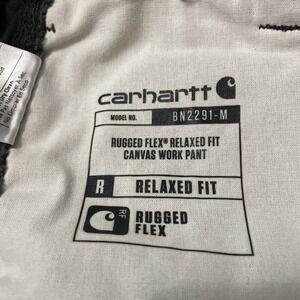 carhartt
MODEL NO. BN2291-M
RUGGED FLEX® RELAXED FIT
CANVAS WORK PANT
R RELAXED FIT
RF RUGGED
FLEX